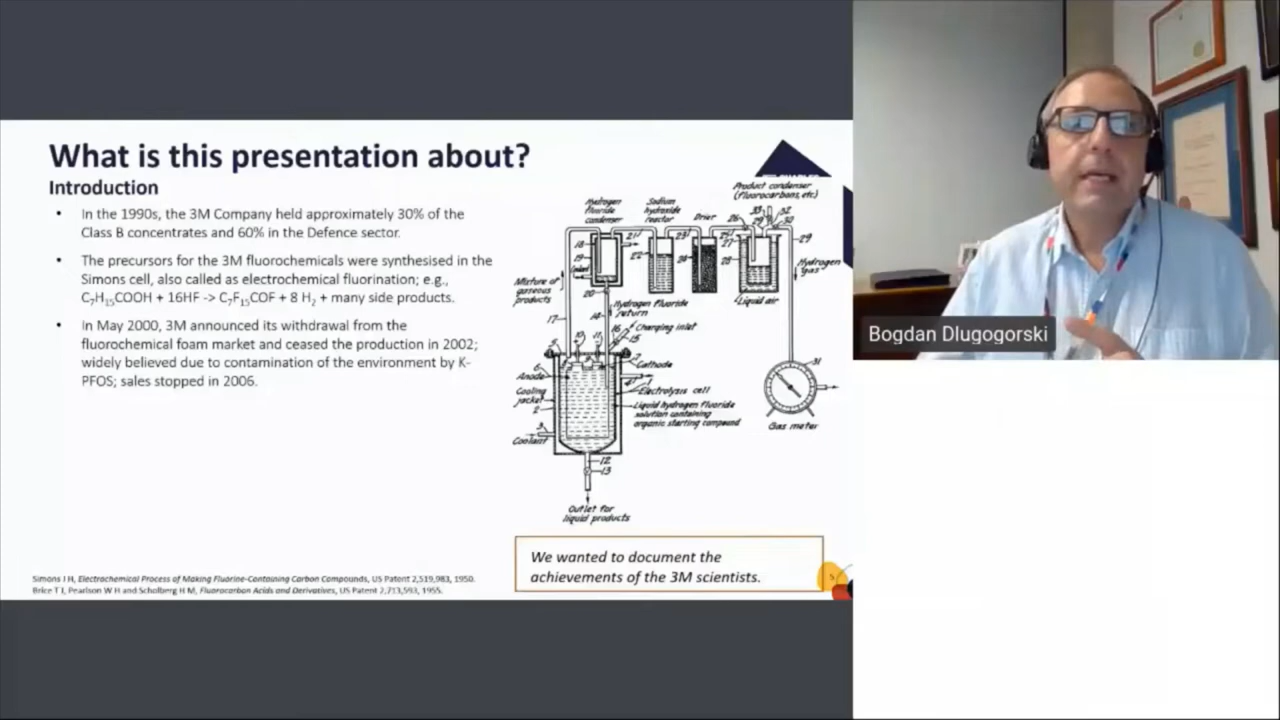 What is this presentation about?
Introduction
• In the 1990s, the 3M Company held approximately 30% of the
Class B concentrates and 60% in the Defence sector.
• The precursors for the 3M fluorochemicals were synthesised in the
Simons cell, also called as electrochemical fluorination; e.g.,
C₇H₁₅COOH + 16HF -> C₇F₁₅COF + 8 H₂ + many side products.
• In May 2000, 3M announced its withdrawal from the
fluorochemical foam market and ceased the production in 2002;
widely believed due to contamination of the environment by K-
PFOS; sales stopped in 2006.
Product condenser
(fluorocarbons, etc)
Hydrogen
fluoride
condenser
Sodium
hydroxide
reactor
Drier
Mixture of
gaseous
products
Hydrogen
gas
Liquid air
Hydrogen fluoride
return
Charging inlet
Cathode
Anode
Electrolysis cell
Cooling
jacket
Liquid hydrogen fluoride
solution containing
organic starting compound
Coolant
Gas meter
12
13
17
29
31
Outlet for
liquid products
We wanted to document the
achievements of the 3M scientists.
Simons J H, Electrochemical Process of Making Fluorine-Containing Carbon Compounds, US Patent 2,519,983, 1950.
Brice T J, Pearlson W H and Scholberg H M, Fluorocarbon Acids and Derivatives, US Patent 2,713,593, 1955.
5
Bogdan Dlugogorski